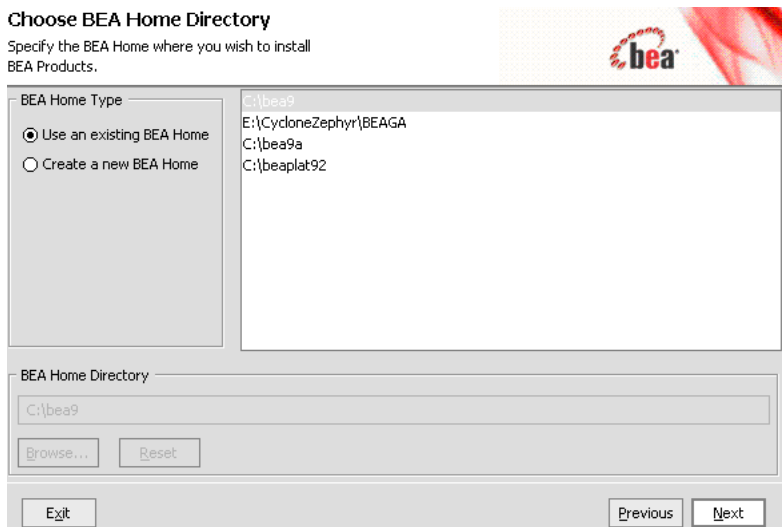 Choose BEA Home Directory
Specify the BEA Home where you wish to install
BEA Products.
bea
BEA Home Type
Use an existing BEA Home
Create a new BEA Home
C:\bea9
E:\CycloneZephyr\BEAGA
C:\bea9a
C:\beaplat92
BEA Home Directory
C:\bea9
Browse...
Reset
Exit
Previous
Next